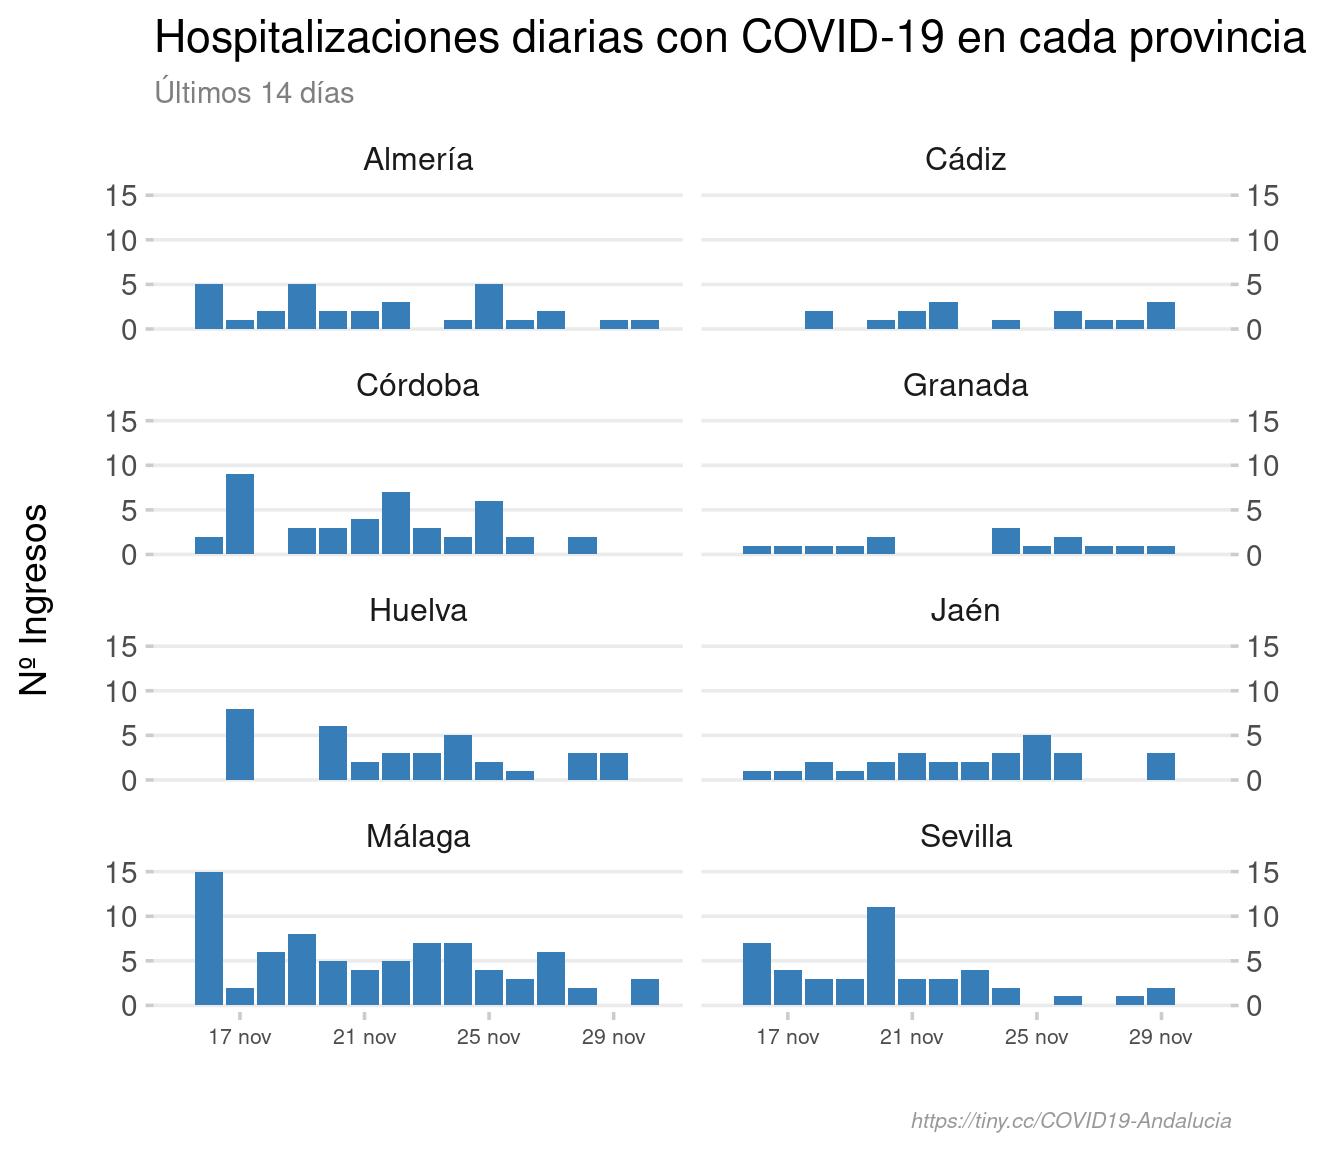 Hospitalizaciones diarias con COVID-19 en cada provincia
Últimos 14 días
Nº Ingresos
Almería
Cádiz
15
10
5
0
15
10
5
0
Córdoba
Granada
15
10
5
0
15
10
5
0
Huelva
Jaén
15
10
5
0
15
10
5
0
Málaga
Sevilla
15
10
5
0
15
10
5
0
17 nov 21 nov 25 nov 29 nov
17 nov 21 nov 25 nov 29 nov
https://tiny.cc/COVID19-Andalucia